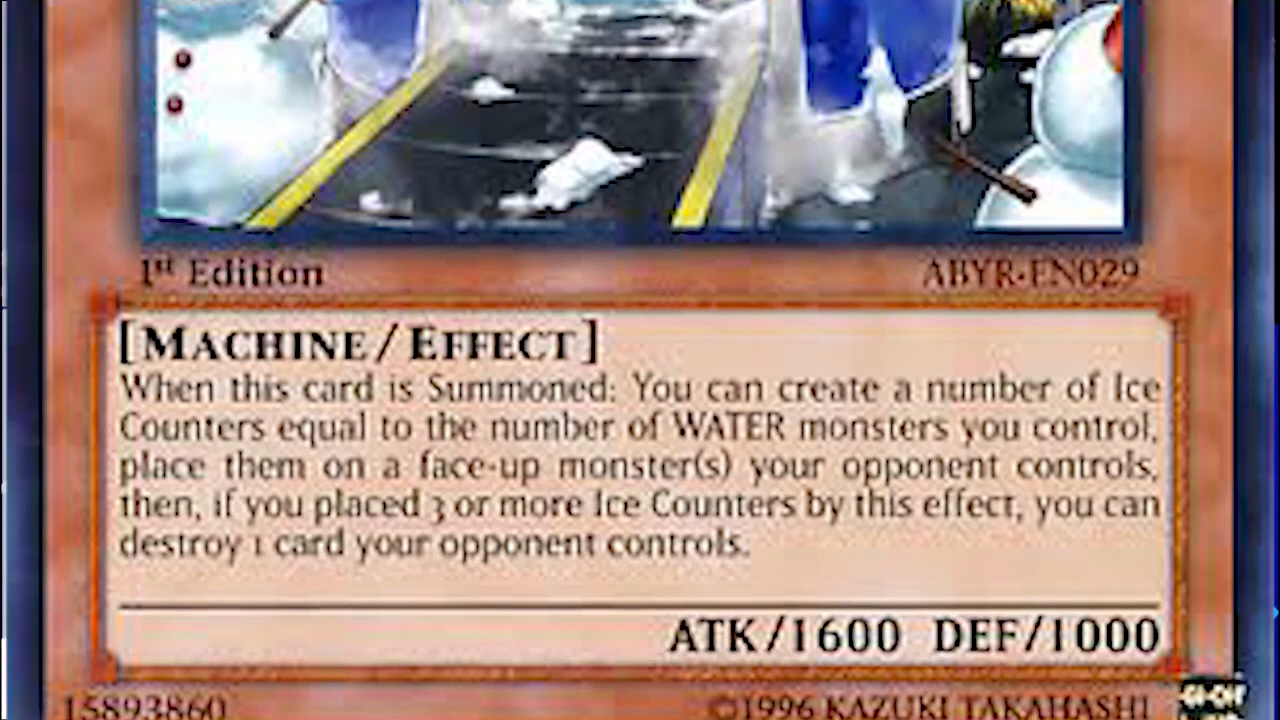 1st Edition
ABYR-EN029
[MACHINE/EFFECT]
When this card is Summoned: You can create a number of Ice
Counters equal to the number of WATER monsters you control,
place them on a face-up monster(s) your opponent controls,
then, if you placed 3 or more Ice Counters by this effect, you can
destroy 1 card your opponent controls.
ATK/1600 DEF/1000
15893860
©1996 KAZUKI TAKAHASHI